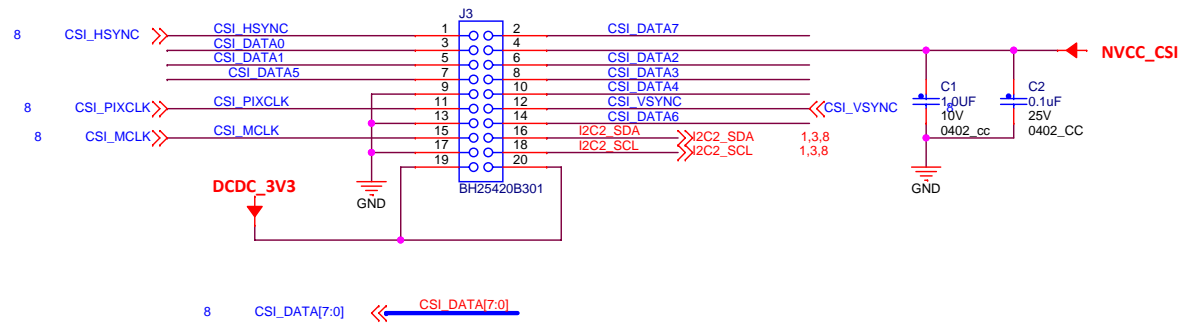 J3
8 CSI_HSYNC CSI_HSYNC 1 2 CSI_DATA7
CSI_DATA0 3 4 NVCC_CSI
CSI_DATA1 5 6 CSI_DATA2
CSI_DATA5 7 8 CSI_DATA3
9 10 CSI_DATA4
8 CSI_PIXCLK CSI_PIXCLK 11 12 CSI_VSYNC CSI_VSYNC 8
13 14 CSI_DATA6
8 CSI_MCLK CSI_MCLK 15 16 I2C2_SDA I2C2_SDA 1,3,8
17 18 I2C2_SCL I2C2_SCL 1,3,8
19 20
BH25420B301
C1
1.0UF
10V
0402_cc
C2
0.1uF
25V
0402_CC
GND
DCDC_3V3
GND
8 CSI_DATA[7:0] CSI_DATA[7:0]